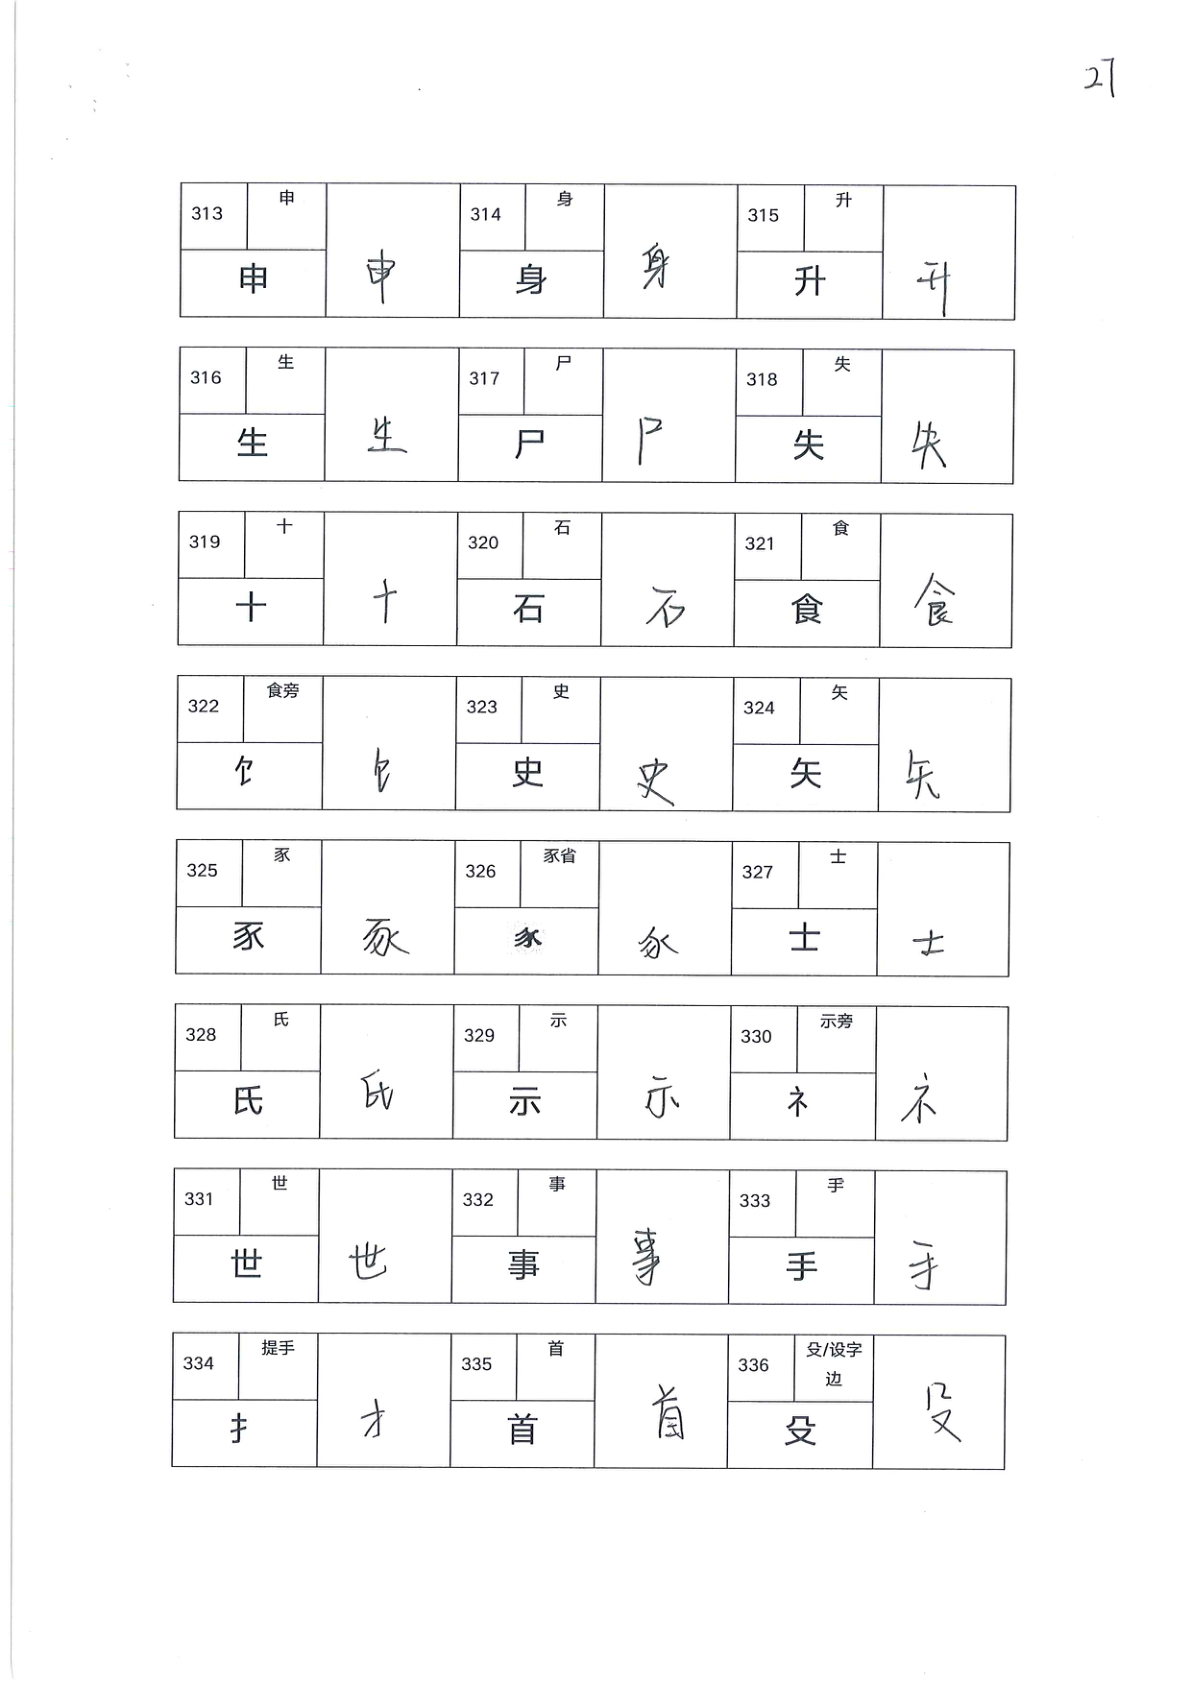 27
313 申 314 身 315 升
申 申 身 身 升 升
316 生 317 尸 318 失
生 生 尸 尸 失 失
319 十 320 石 321 食
十 十 石 石 食 食
322 食旁 323 史 324 矢
饣 饣 史 史 矢 矢
325 豕 326 豕省 327 士
豕 豕 士 士
328 氏 329 示 330 示旁
氏 氏 示 示 礻 礻
331 世 332 事 333 手
世 世 事 事 手 手
334 提手 335 首 336 殳/设字
边
扌 扌 首 首 殳 殳